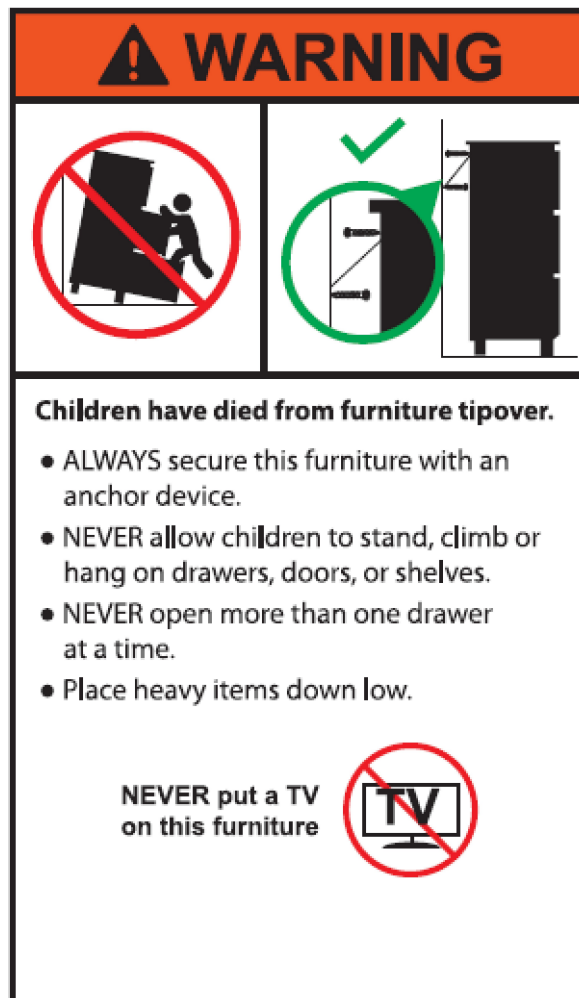 WARNING
Children have died from furniture tipover.
● ALWAYS secure this furniture with an
anchor device.
● NEVER allow children to stand, climb or
hang on drawers, doors, or shelves.
● NEVER open more than one drawer
at a time.
● Place heavy items down low.
NEVER put a TV
on this furniture
TV